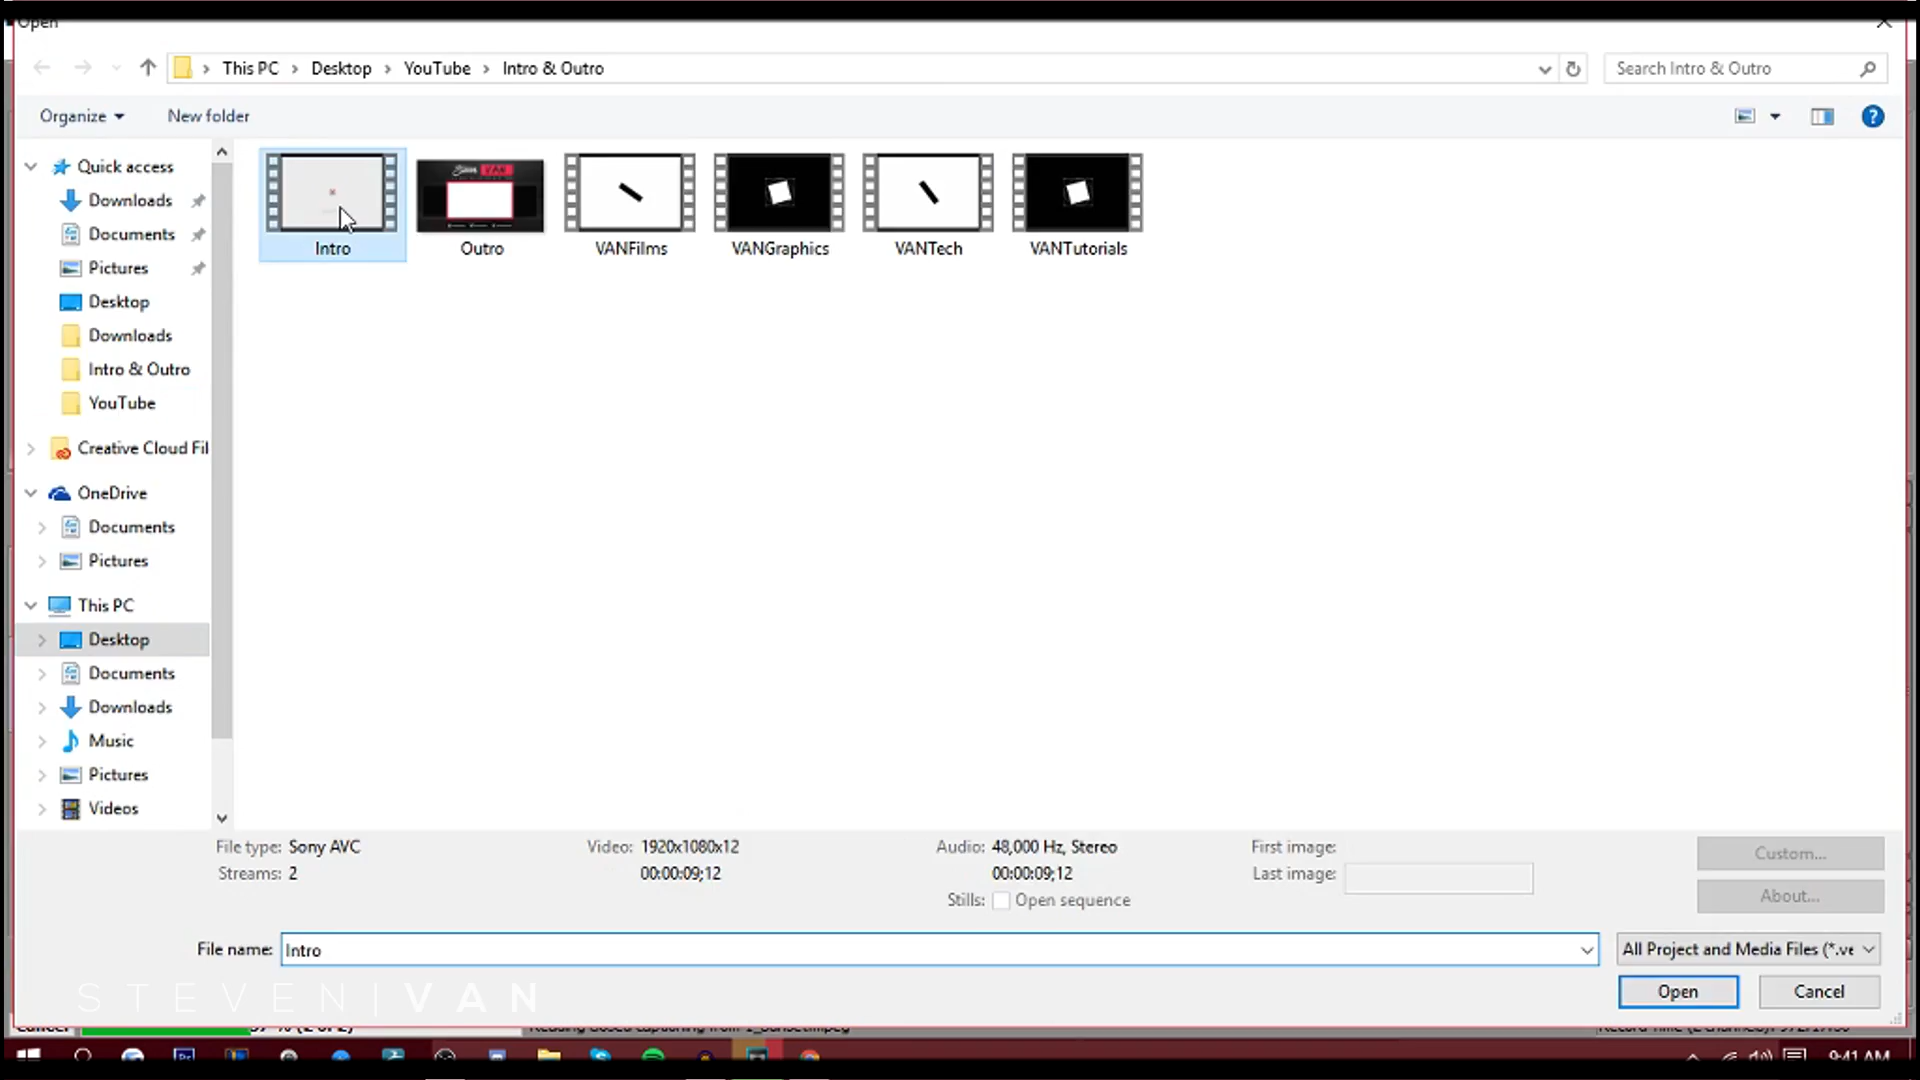 Open
This PC > Desktop > YouTube > Intro & Outro
Search Intro & Outro
Organize
New folder
Quick access
Downloads
Documents
Pictures
Desktop
Downloads
Intro & Outro
YouTube
Creative Cloud Fil
OneDrive
Documents
Pictures
This PC
Desktop
Documents
Downloads
Music
Pictures
Videos
VAN
Intro
Outro
VANFilms
VANGraphics
VANTech
VANTutorials
File type: Sony AVC
Streams: 2
Video: 1920x1080x12
00:00:09;12
Audio: 48,000 Hz, Stereo
00:00:09;12
Stills: Open sequence
First image:
Last image:
Custom...
About...
File name: Intro
All Project and Media Files (*.ve
Open
Cancel
STEVEN|VAN
9:41 AM